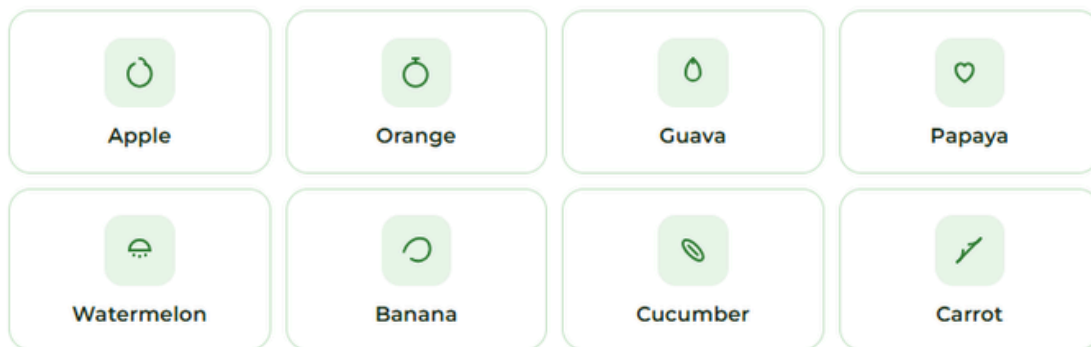 Apple
Orange
Guava
Papaya
Watermelon
Banana
Cucumber
Carrot